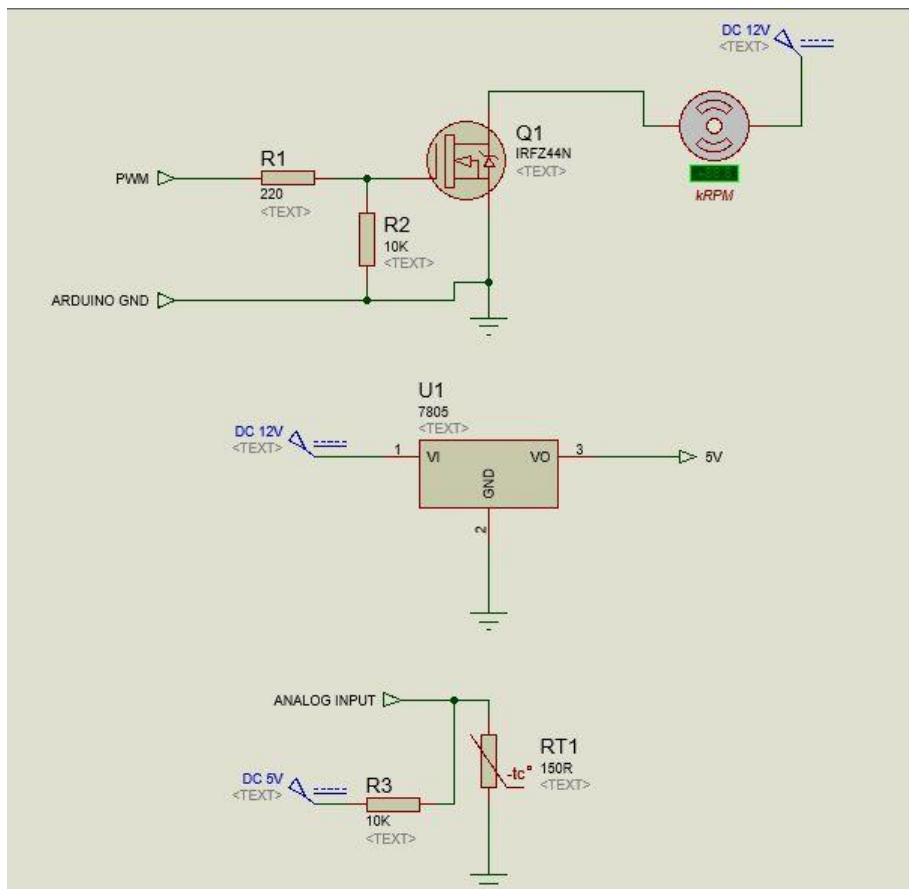 DC 12V
<TEXT>
Q1
IRFZ44N
<TEXT>
R1
220
<TEXT>
PWM
R2
10K
<TEXT>
kRPM
ARDUINO GND
U1
7805
<TEXT>
DC 12V
<TEXT>
1
VI
VO
3
5V
GND
2
ANALOG INPUT
RT1
150R
<TEXT>
-tc°
DC 5V
<TEXT>
R3
10K
<TEXT>